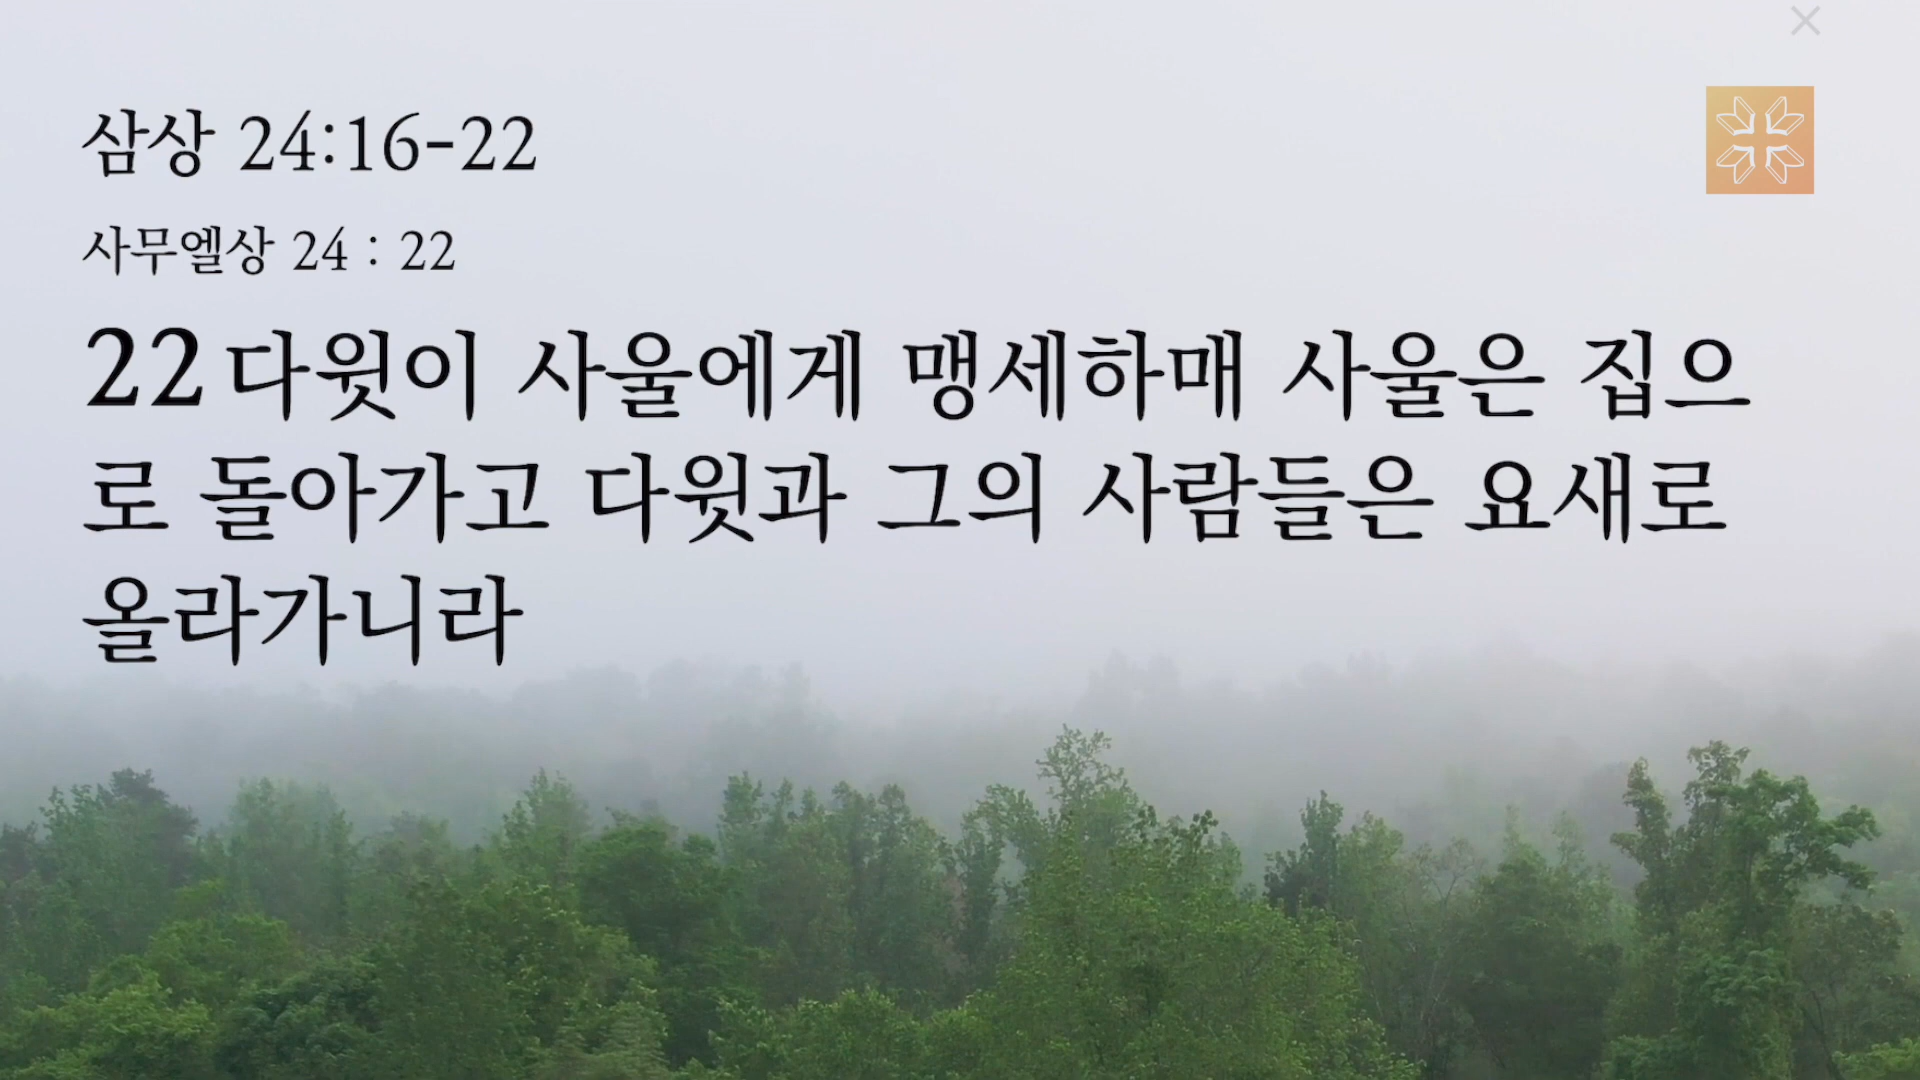 삼상 24:16-22
사무엘상 24 : 22
22 다윗이 사울에게 맹세하매 사울은 집으
로 돌아가고 다윗과 그의 사람들은 요새로
올라가니라